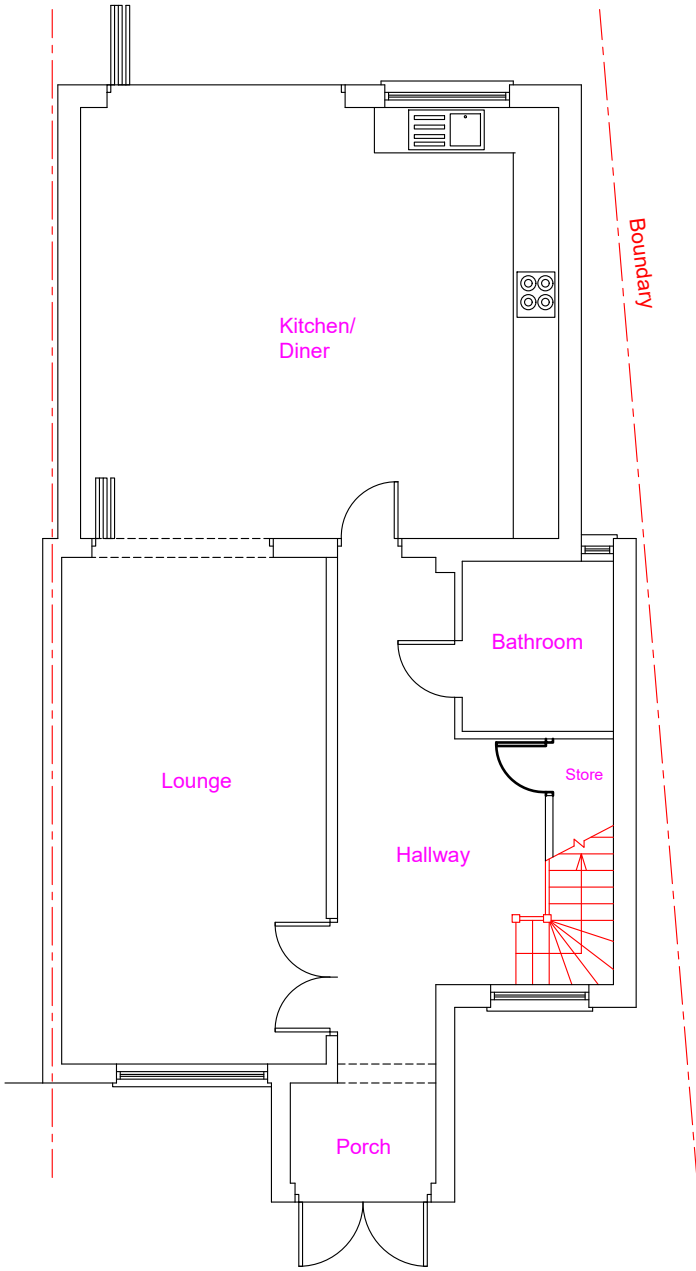 Boundary
Kitchen/
Diner
Bathroom
Lounge
Store
Hallway
Porch